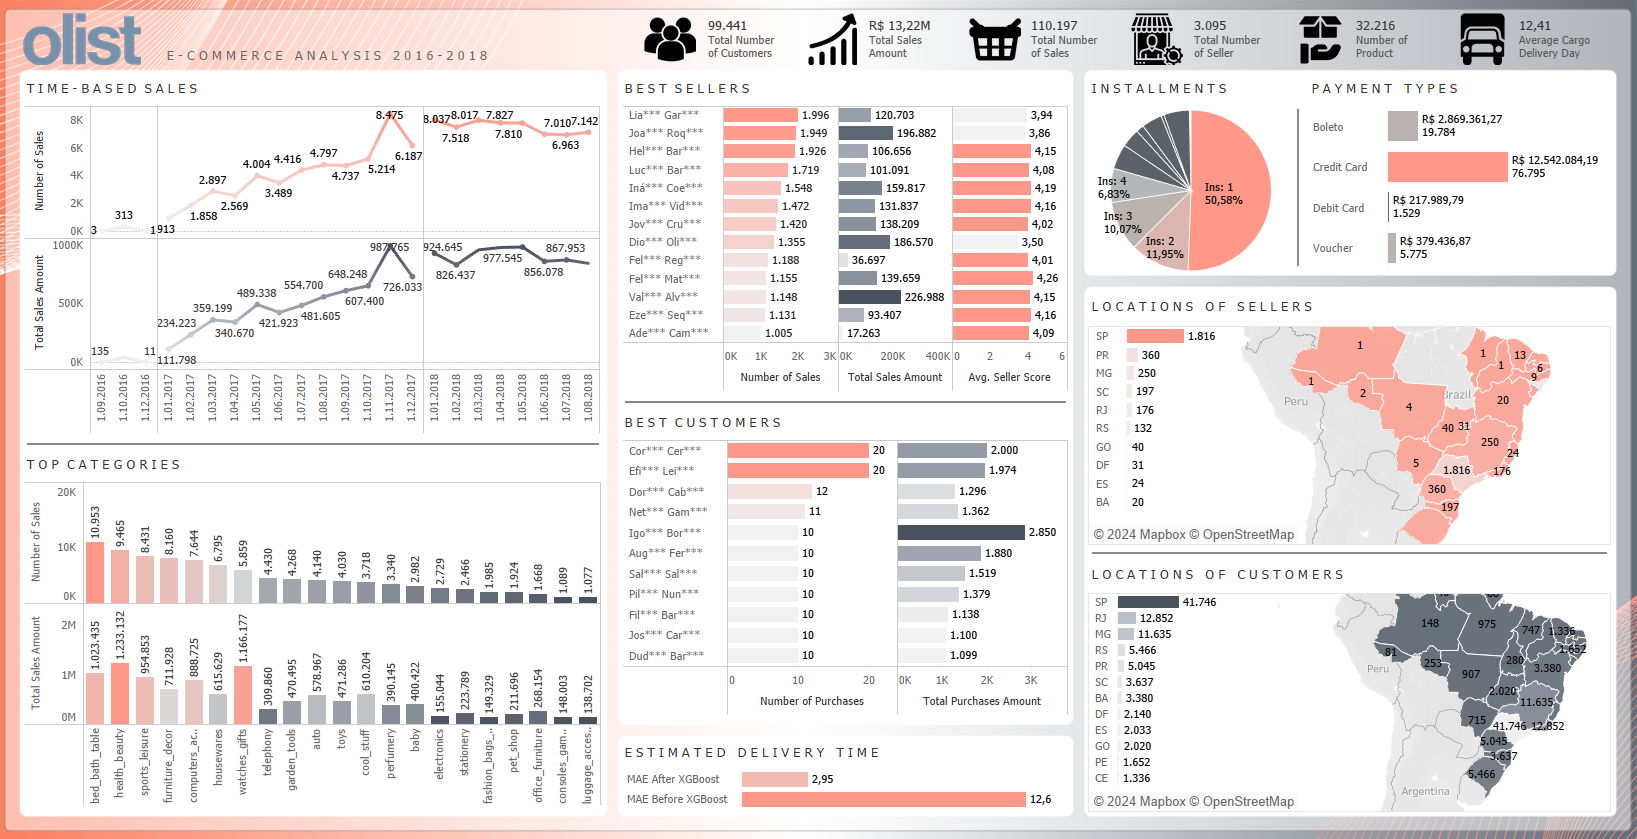 olist
E-COMMERCE ANALYSIS 2016-2018
99.441
Total Number
of Customers
R$ 13,22M
Total Sales
Amount
110.197
Total Number
of Sales
3.095
Total Number
of Seller
32.216
Number of
Product
12,41
Average Cargo
Delivery Day
TIME-BASED SALES
Number of Sales
8K
6K
4K
2K
0K
3
313
1
913
1.858
2.897
2.569
4.004
3.489
4.416
4.797
4.737
5.214
8.475
6.187
8.037
7.518
8.017
7.827
7.810
7.010
6.963
7.142
Total Sales Amount
1000K
500K
0K
135
11
111.798
234.223
359.199
340.670
489.338
421.923
481.605
554.700
607.400
648.248
987.765
726.033
924.645
826.437
977.545
856.078
867.953
1.09.2016
1.10.2016
1.12.2016
1.01.2017
1.02.2017
1.03.2017
1.04.2017
1.05.2017
1.06.2017
1.07.2017
1.08.2017
1.09.2017
1.10.2017
1.11.2017
1.12.2017
1.01.2018
1.02.2018
1.03.2018
1.04.2018
1.05.2018
1.06.2018
1.07.2018
1.08.2018
TOP CATEGORIES
Number of Sales
20K
10K
0K
10.953
9.465
8.431
8.160
7.644
6.795
5.859
4.430
4.268
4.140
4.030
3.718
3.340
2.982
2.729
2.466
1.985
1.924
1.668
1.089
1.077
Total Sales Amount
2M
1M
0M
1.023.435
1.233.132
954.853
711.928
888.725
615.629
1.166.177
309.860
470.495
578.967
471.286
610.204
390.145
400.422
155.044
223.789
149.329
211.696
268.154
148.003
138.702
bed_bath_table
health_beauty
sports_leisure
furniture_decor
computers_ac..
housewares
watches_gifts
telephony
garden_tools
auto
toys
cool_stuff
perfumery
baby
electronics
stationery
fashion_bags_..
pet_shop
office_furniture
consoles_gam..
luggage_acces..
BEST SELLERS
Lia*** Gar*** 1.996 120.703 3,94
Joa*** Roq*** 1.949 196.882 3,86
Hel*** Bar*** 1.926 106.656 4,15
Luc*** Bar*** 1.719 101.091 4,08
Iná*** Coe*** 1.548 159.817 4,19
Ima*** Vid*** 1.472 131.837 4,16
Jov*** Cru*** 1.420 138.209 4,02
Dio*** Oli*** 1.355 186.570 3,50
Fel*** Reg*** 1.188 36.697 4,01
Fel*** Mat*** 1.155 139.659 4,26
Val*** Alv*** 1.148 226.988 4,15
Eze*** Seq*** 1.131 93.407 4,16
Ade*** Cam*** 1.005 17.263 4,09
0K 1K 2K 3K 0K 200K 400K 0 2 4 6
Number of Sales Total Sales Amount Avg. Seller Score
BEST CUSTOMERS
Cor*** Cer*** 20 2.000
Efi*** Lei*** 20 1.974
Dor*** Cab*** 12 1.296
Net*** Gam*** 11 1.362
Igo*** Bor*** 10 2.850
Aug*** Fer*** 10 1.880
Sal*** Sal*** 10 1.519
Pil*** Nun*** 10 1.379
Fil*** Bar*** 10 1.138
Jos*** Car*** 10 1.100
Dud*** Bar*** 10 1.099
0 10 20 0K 1K 2K 3K
Number of Purchases Total Purchases Amount
ESTIMATED DELIVERY TIME
MAE After XGBoost 2,95
MAE Before XGBoost 12,6
INSTALLMENTS
Ins: 1
50,58%
Ins: 2
11,95%
Ins: 3
10,07%
Ins: 4
6,83%
PAYMENT TYPES
Boleto
R$ 2.869.361,27
19.784
Credit Card
R$ 12.542.084,19
76.795
Debit Card
R$ 217.989,79
1.529
Voucher
R$ 379.436,87
5.775
LOCATIONS OF SELLERS
SP 1.816
PR 360
MG 250
SC 197
RJ 176
RS 132
GO 40
DF 31
ES 24
BA 20
1
1
1
1
13
6
9
2
4
20
40
31
250
24
5
1.816
176
360
197
Peru
Brazil
© 2024 Mapbox © OpenStreetMap
LOCATIONS OF CUSTOMERS
SP 41.746
RJ 12.852
MG 11.635
RS 5.466
PR 5.045
SC 3.637
BA 3.380
DF 2.140
ES 2.033
GO 2.020
PE 1.652
CE 1.336
148
975
747
1.336
1.652
81
253
280
3.380
907
2.020
11.635
715
41.746
12.852
5.045
3.637
5.466
Peru
Argentina
© 2024 Mapbox © OpenStreetMap